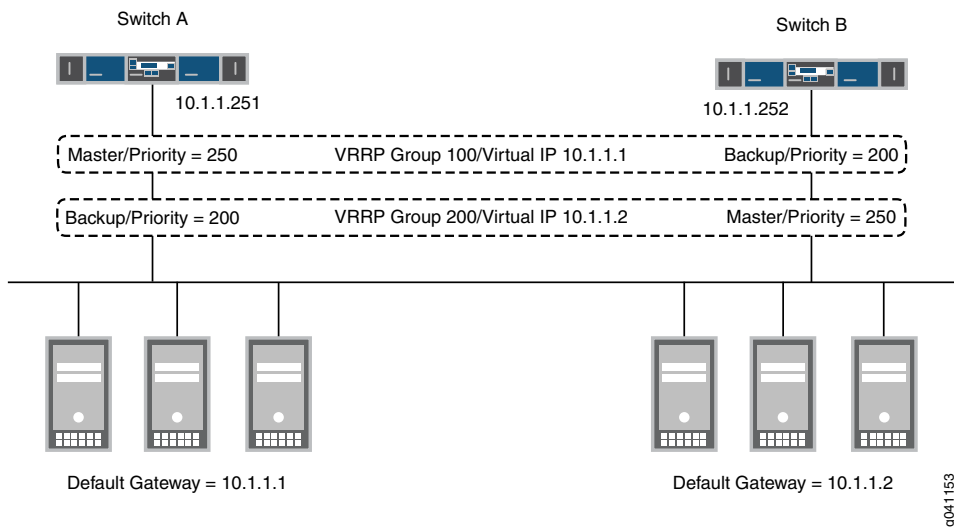 Switch A
Switch B
10.1.1.251
10.1.1.252
Master/Priority = 250 VRRP Group 100/Virtual IP 10.1.1.1 Backup/Priority = 200
Backup/Priority = 200 VRRP Group 200/Virtual IP 10.1.1.2 Master/Priority = 250
Default Gateway = 10.1.1.1 Default Gateway = 10.1.1.2
g041153